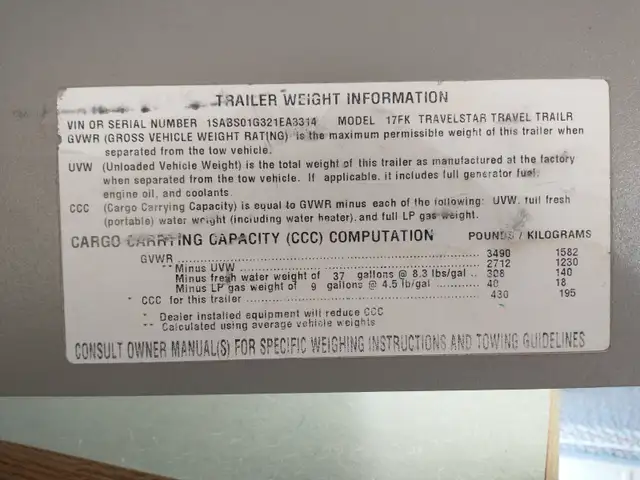 TRAILER WEIGHT INFORMATION
VIN OR SERIAL NUMBER 1SABS01G321EA3314 MODEL 17FK TRAVELSTAR TRAVEL TRAILR
GVWR (GROSS VEHICLE WEIGHT RATING) is the maximum permissible weight of this trailer when
separated from the tow vehicle.
UVW (Unloaded Vehicle Weight) is the total weight of this trailer as manufactured at the factory
when separated from the tow vehicle. If applicable, it includes full generator fuel,
engine oil, and coolants.
CCC (Cargo Carrying Capacity) is equal to GVWR minus each of the following: UVW, full fresh
(portable) water weight (including water heater), and full LP gas weight.
CARGO CARRYING CAPACITY (CCC) COMPUTATION POUNDS / KILOGRAMS
GVWR 3490 1582
** Minus UVW 2712 1230
Minus fresh water weight of 37 gallons @ 8.3 lbs/gal 308 140
Minus LP gas weight of 9 gallons @ 4.5 lb/gal 40 18
* CCC for this trailer 430 195
* Dealer installed equipment will reduce CCC
** Calculated using average vehicle weights
CONSULT OWNER MANUAL(S) FOR SPECIFIC WEIGHING INSTRUCTIONS AND TOWING GUIDELINES